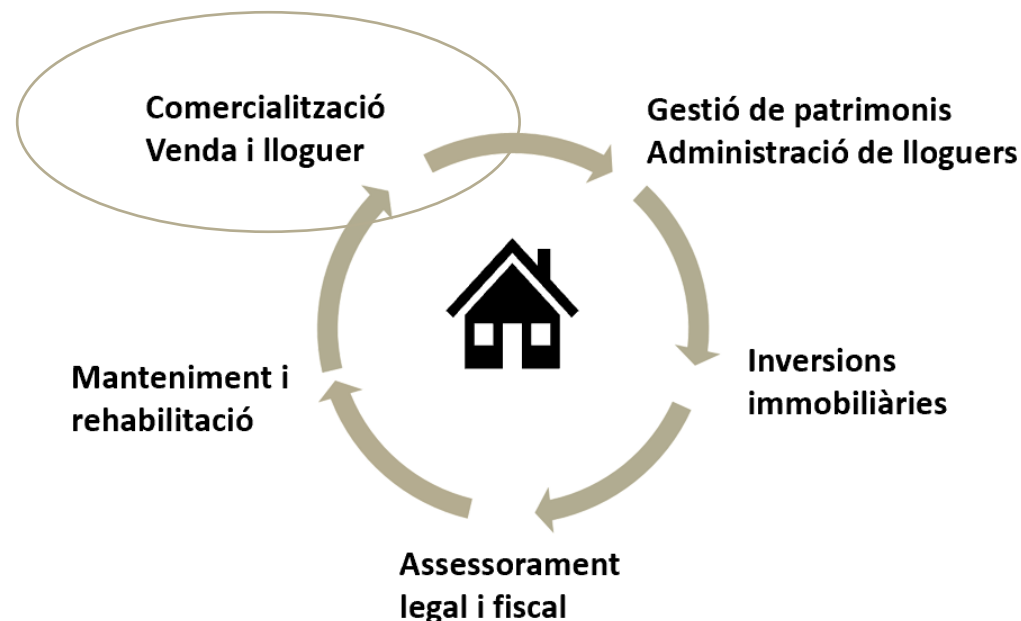 Comercialització
Venda i lloguer
Gestió de patrimonis
Administració de lloguers
Inversions
immobiliàries
Assessorament
legal i fiscal
Manteniment i
rehabilitació